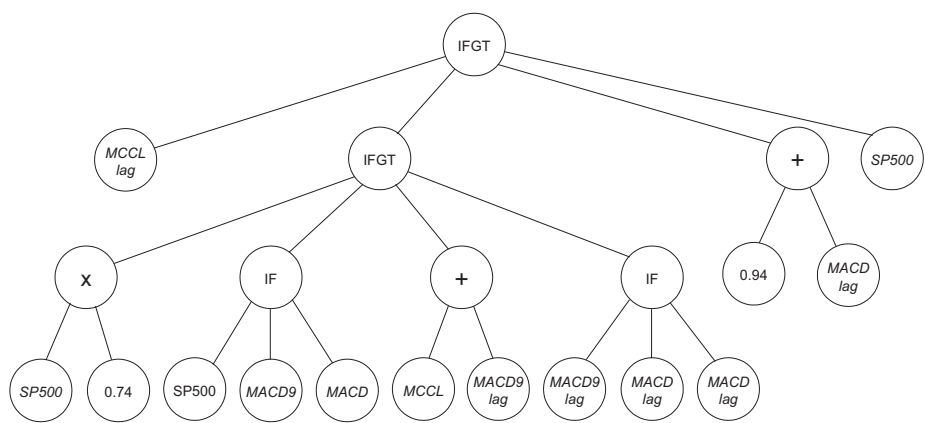 IFGT
MCCL
lag
IFGT
+
SP500
x
IF
+
IF
0.94
MACD
lag
SP500
0.74
SP500
MACD9
MACD
MCCL
MACD9
lag
MACD9
lag
MACD
lag
MACD
lag